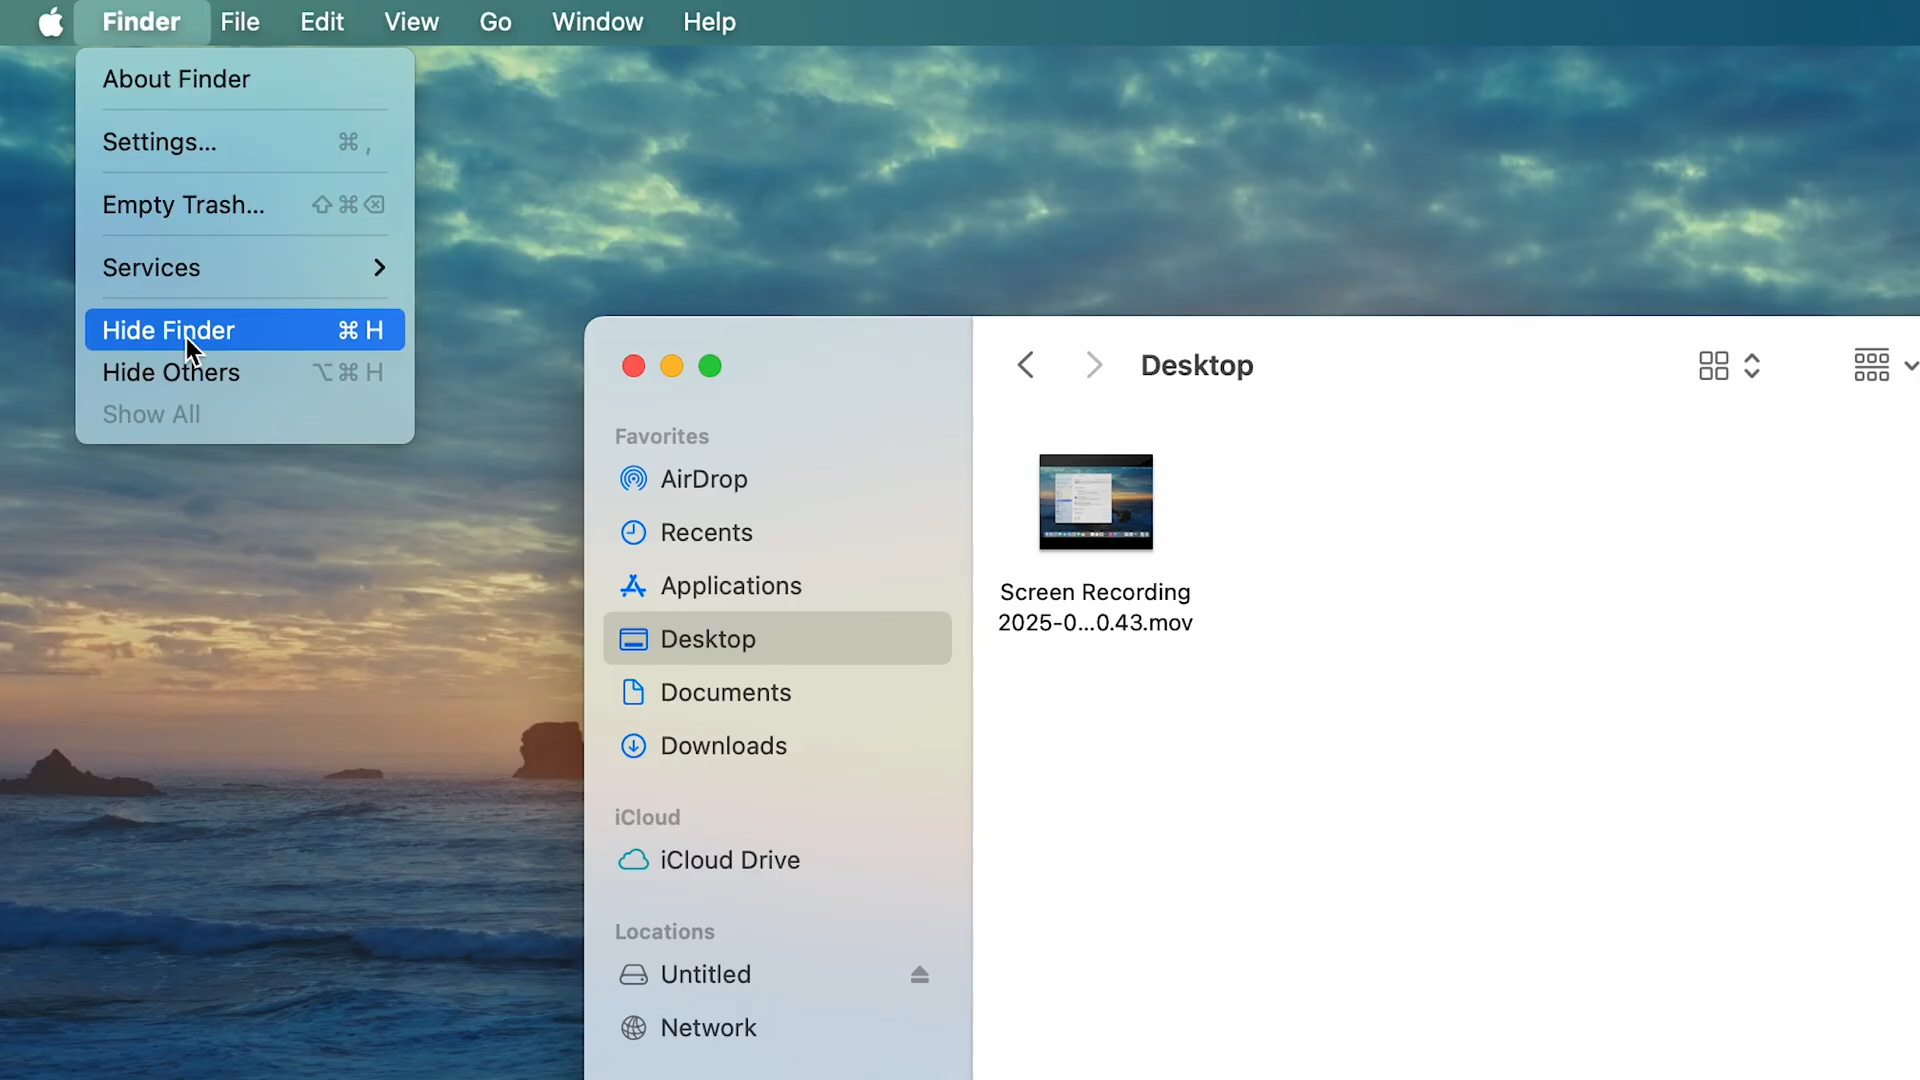 Finder File Edit View Go Window Help
About Finder
Settings... ⌘ ,
Empty Trash... ⇧⌘⌫
Services
Hide Finder ⌘ H
Hide Others ⌥⌘ H
Show All
Desktop
Favorites
AirDrop
Recents
Applications
Desktop
Documents
Downloads
iCloud
iCloud Drive
Locations
Untitled
Network
Screen Recording
2025-0...0.43.mov